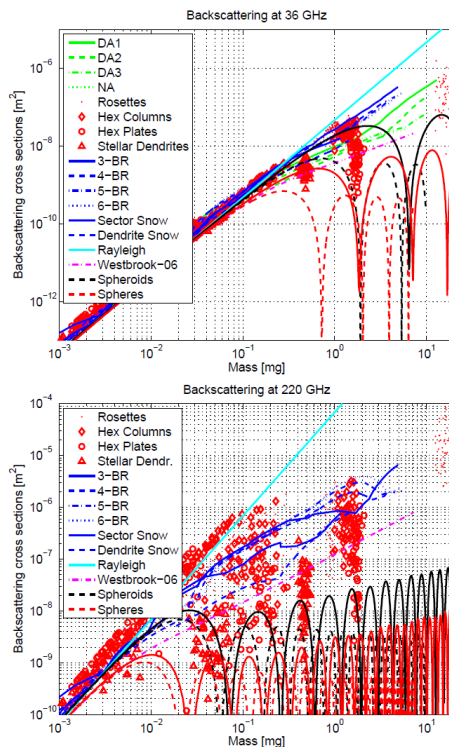 Backscattering at 36 GHz
10⁻⁶
10⁻⁸
10⁻¹⁰
10⁻¹²
Backscattering cross sections [m²]
DA1
DA2
DA3
NA
Rosettes
Hex Columns
Hex Plates
Stellar Dendrites
3−BR
4−BR
5−BR
6−BR
Sector Snow
Dendrite Snow
Rayleigh
Westbrook−06
Spheroids
Spheres
10⁻³ 10⁻² 10⁻¹ 10⁰ 10¹
Mass [mg]
Backscattering at 220 GHz
10⁻⁴
10⁻⁵
10⁻⁶
10⁻⁷
10⁻⁸
10⁻⁹
10⁻¹⁰
Backscattering cross sections [m²]
Rosettes
Hex Columns
Hex Plates
Stellar Dendr.
3−BR
4−BR
5−BR
6−BR
Sector Snow
Dendrite Snow
Rayleigh
Westbrook−06
Spheroids
Spheres
10⁻³ 10⁻² 10⁻¹ 10⁰ 10¹
Mass [mg]